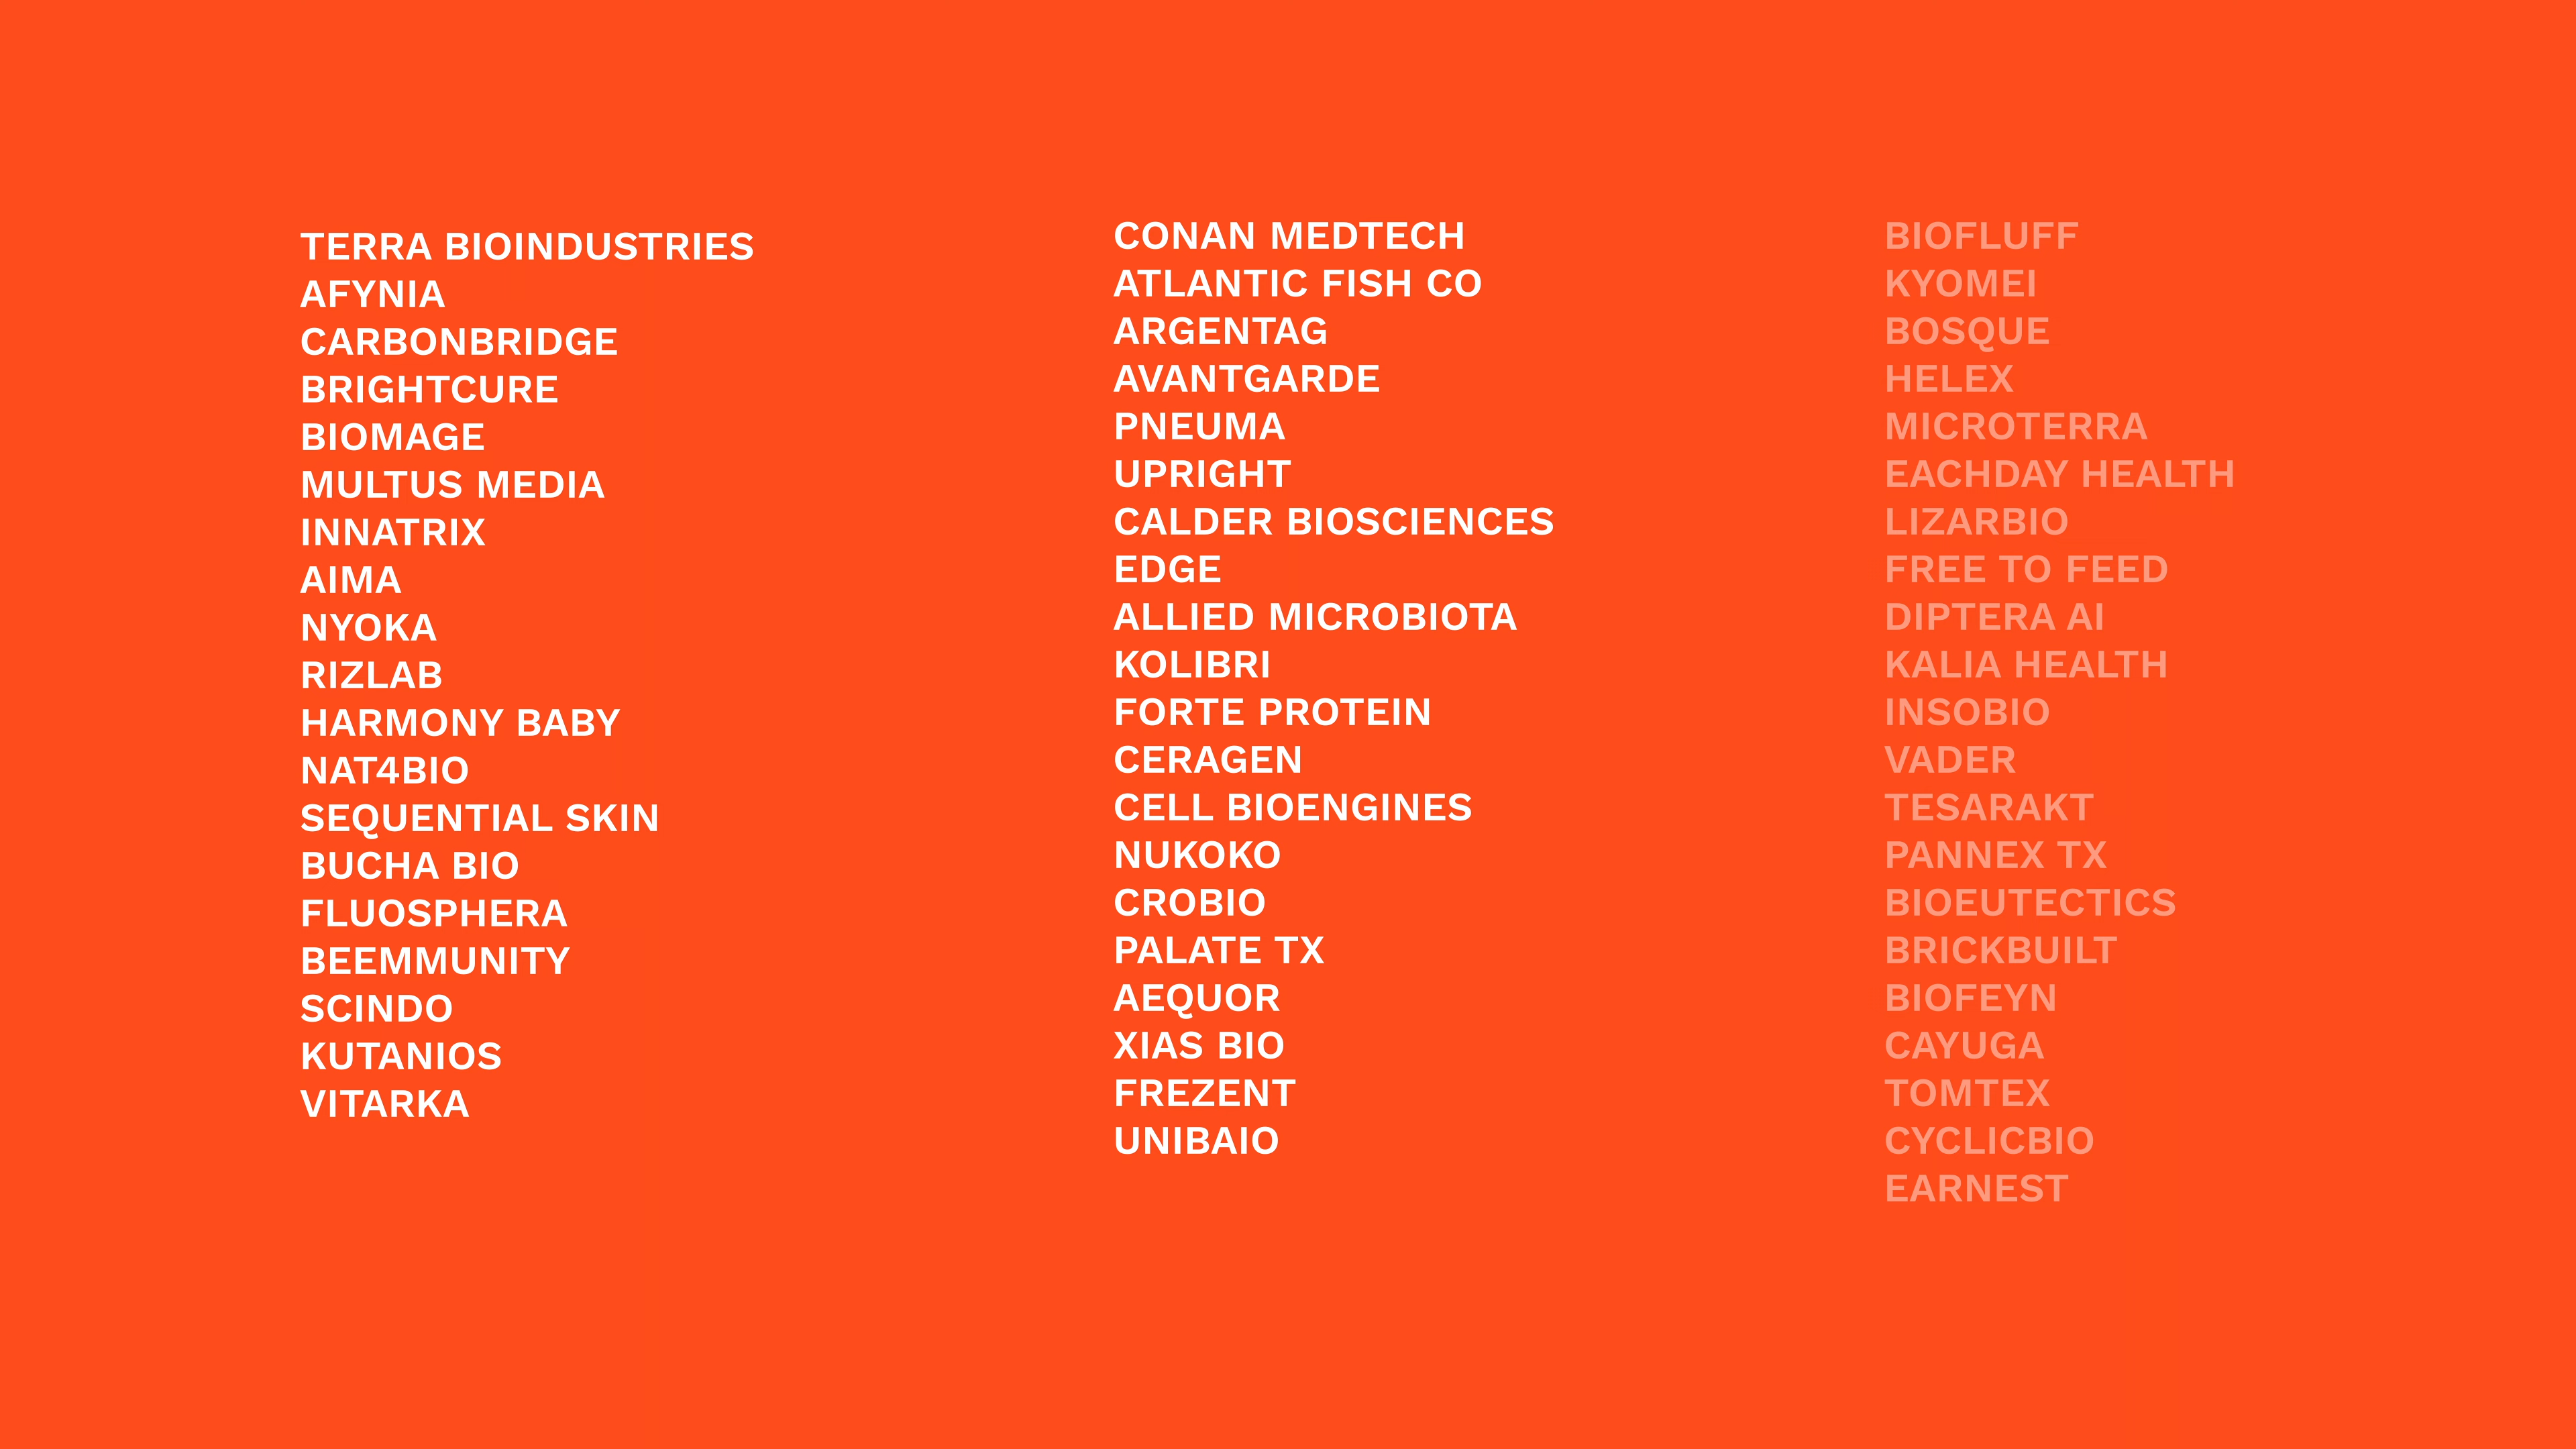 TERRA BIOINDUSTRIES
AFYNIA
CARBONBRIDGE
BRIGHTCURE
BIOMAGE
MULTUS MEDIA
INNATRIX
AIMA
NYOKA
RIZLAB
HARMONY BABY
NAT4BIO
SEQUENTIAL SKIN
BUCHA BIO
FLUOSPHERA
BEEMMUNITY
SCINDO
KUTANIOS
VITARKA
CONAN MEDTECH
ATLANTIC FISH CO
ARGENTAG
AVANTGARDE
PNEUMA
UPRIGHT
CALDER BIOSCIENCES
EDGE
ALLIED MICROBIOTA
KOLIBRI
FORTE PROTEIN
CERAGEN
CELL BIOENGINES
NUKOKO
CROBIO
PALATE TX
AEQUOR
XIAS BIO
FREZENT
UNIBAIO
BIOFLUFF
KYOMEI
BOSQUE
HELEX
MICROTERRA
EACHDAY HEALTH
LIZARBIO
FREE TO FEED
DIPTERA AI
KALIA HEALTH
INSOBIO
VADER
TESARAKT
PANNEX TX
BIOEUTECTICS
BRICKBUILT
BIOFEYN
CAYUGA
TOMTEX
CYCLICBIO
EARNEST